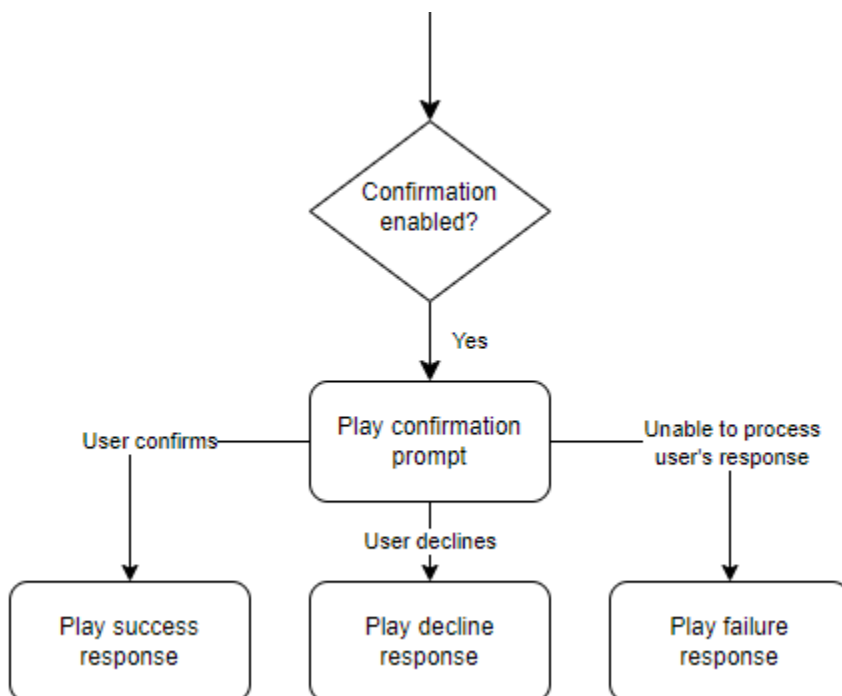 Confirmation
enabled?
Yes
Play confirmation
prompt
User confirms
Unable to process
user's response
User declines
Play success
response
Play decline
response
Play failure
response